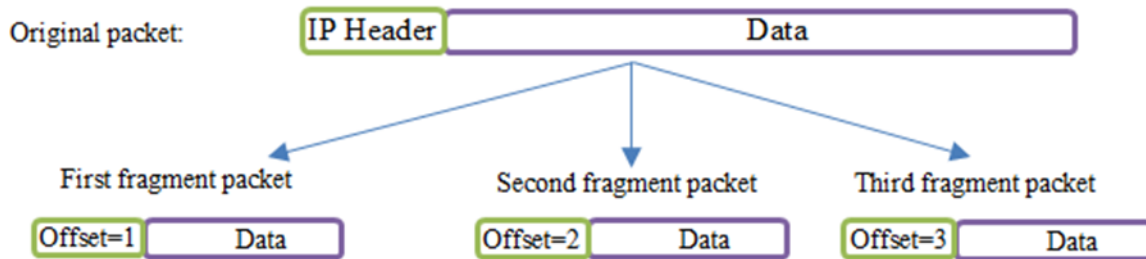 Original packet: IP Header Data
First fragment packet Second fragment packet Third fragment packet
Offset=1 Data Offset=2 Data Offset=3 Data